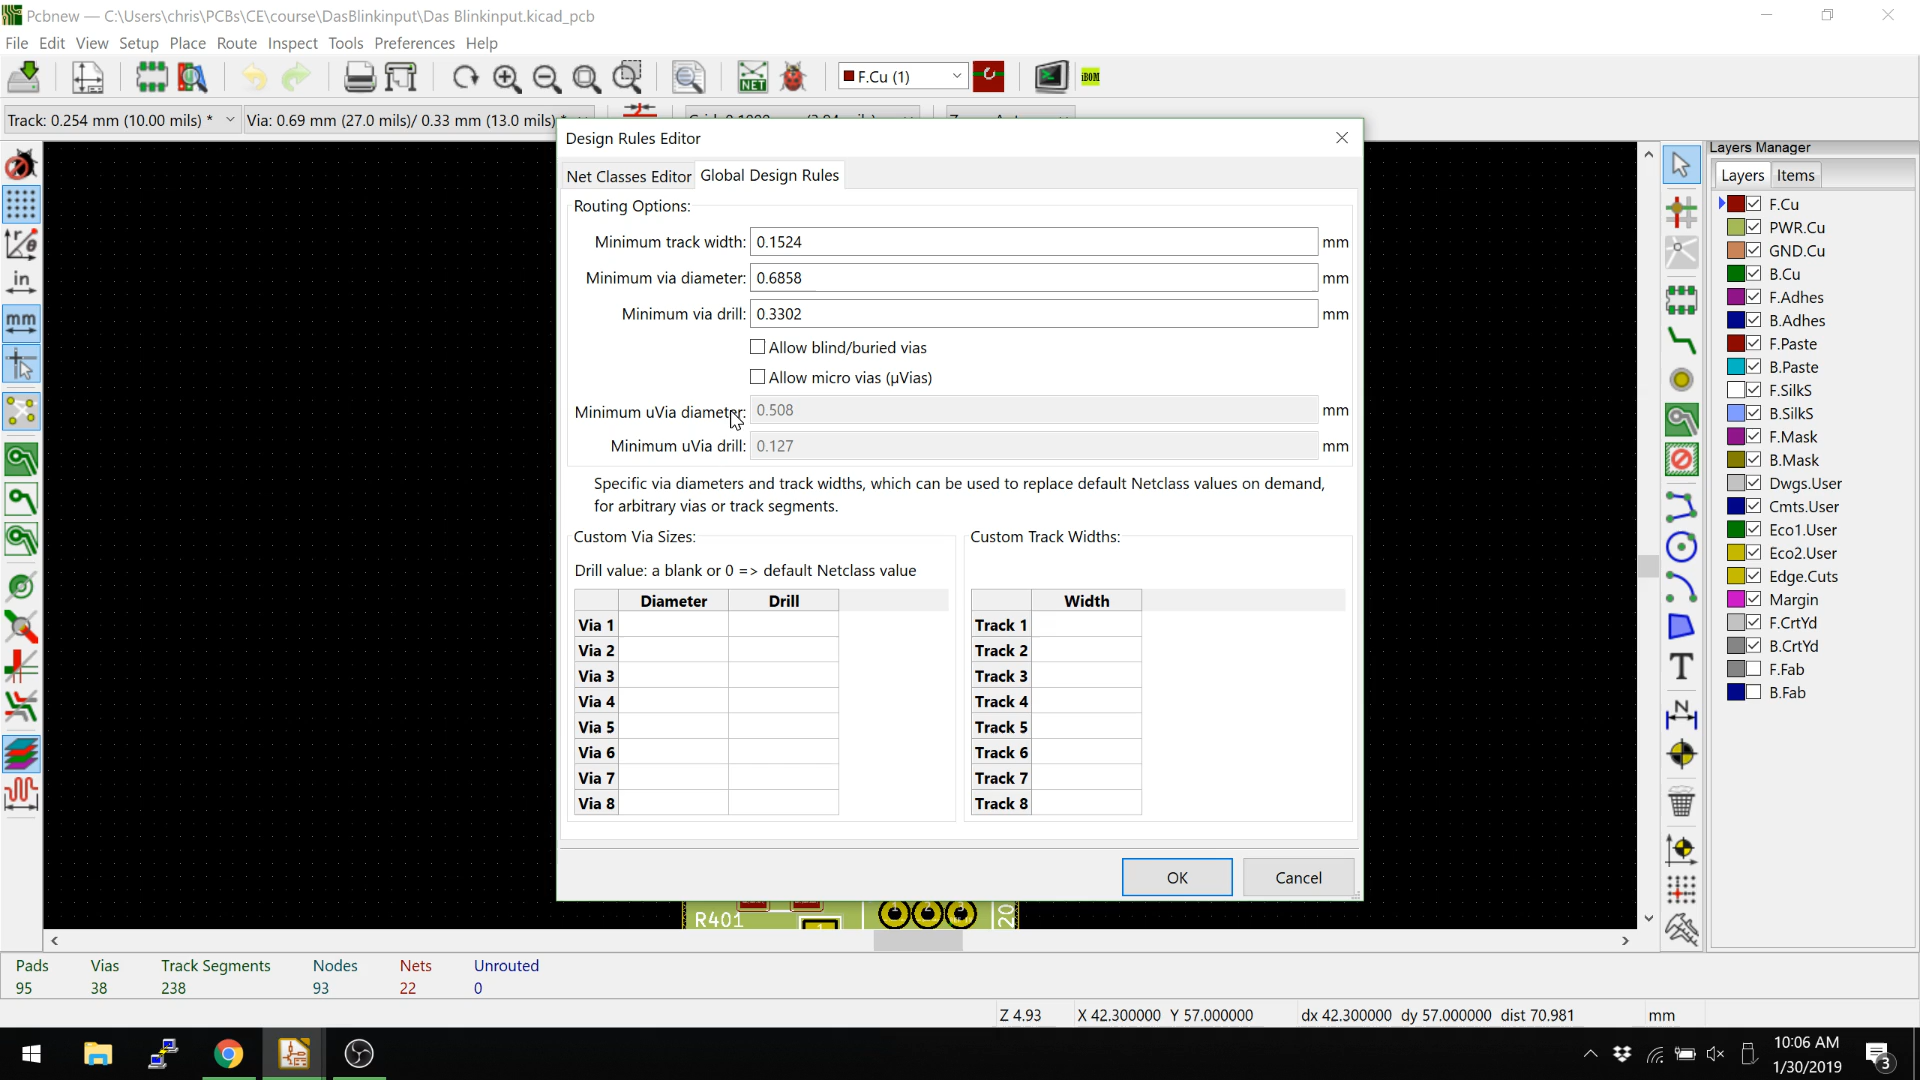 Pcbnew — C:\Users\chris\PCBs\CE\course\DasBlinkinput\Das Blinkinput.kicad_pcb
File Edit View Setup Place Route Inspect Tools Preferences Help
NET F.Cu (1) iBOM
Track: 0.254 mm (10.00 mils) * Via: 0.69 mm (27.0 mils)/ 0.33 mm (13.0 mils) *
Design Rules Editor
Net Classes Editor Global Design Rules
Routing Options:
Minimum track width: 0.1524 mm
Minimum via diameter: 0.6858 mm
Minimum via drill: 0.3302 mm
Allow blind/buried vias
Allow micro vias (µVias)
Minimum uVia diameter: 0.508 mm
Minimum uVia drill: 0.127 mm
Specific via diameters and track widths, which can be used to replace default Netclass values on demand,
for arbitrary vias or track segments.
Custom Via Sizes:
Drill value: a blank or 0 => default Netclass value
Diameter Drill
Via 1
Via 2
Via 3
Via 4
Via 5
Via 6
Via 7
Via 8
Custom Track Widths:
Width
Track 1
Track 2
Track 3
Track 4
Track 5
Track 6
Track 7
Track 8
OK Cancel
in
mm
R401
1 2 3
20
T
N
Layers Manager
Layers Items
F.Cu
PWR.Cu
GND.Cu
B.Cu
F.Adhes
B.Adhes
F.Paste
B.Paste
F.SilkS
B.SilkS
F.Mask
B.Mask
Dwgs.User
Cmts.User
Eco1.User
Eco2.User
Edge.Cuts
Margin
F.CrtYd
B.CrtYd
F.Fab
B.Fab
Pads Vias Track Segments Nodes Nets Unrouted
95 38 238 93 22 0
Z 4.93 X 42.300000 Y 57.000000 dx 42.300000 dy 57.000000 dist 70.981 mm
10:06 AM
1/30/2019
3